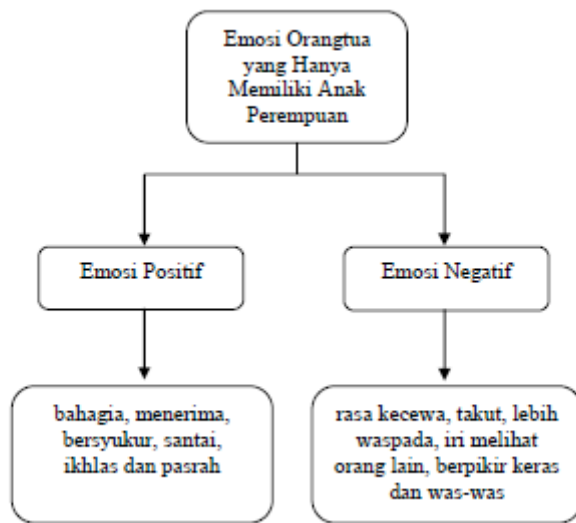 Emosi Orangtua
yang Hanya
Memiliki Anak
Perempuan
Emosi Positif
Emosi Negatif
bahagia, menerima,
bersyukur, santai,
ikhlas dan pasrah
rasa kecewa, takut, lebih
waspada, iri melihat
orang lain, berpikir keras
dan was-was